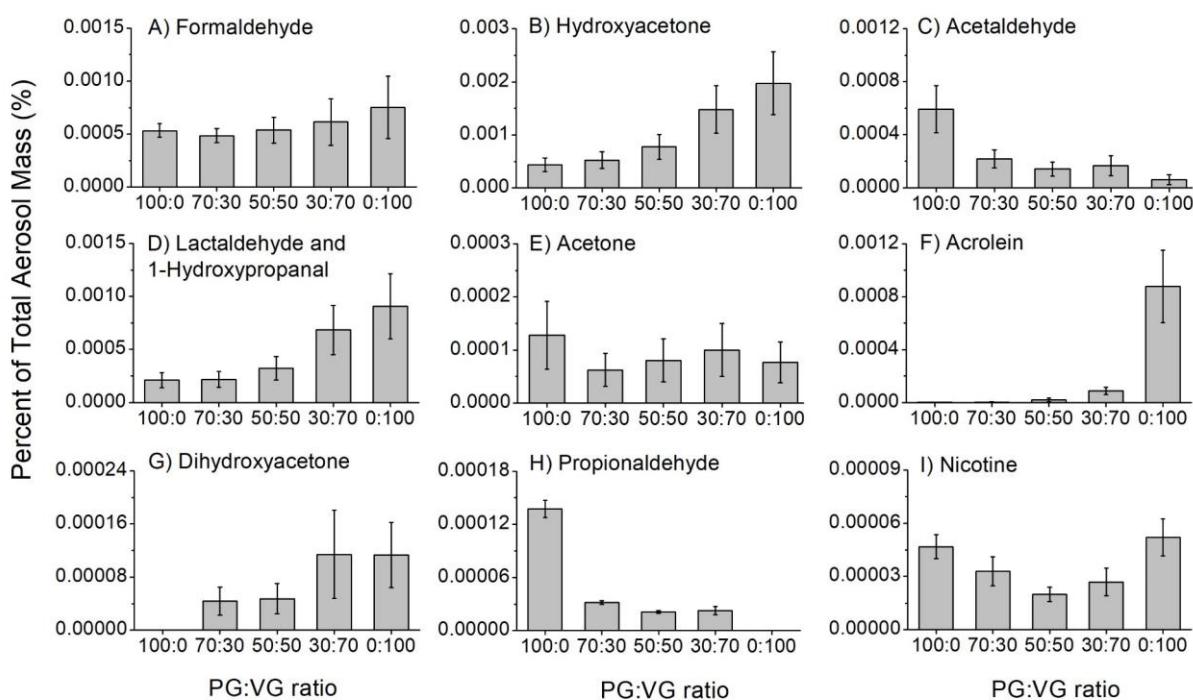 Percent of Total Aerosol Mass (%)
A) Formaldehyde
0.0015
0.0010
0.0005
0.0000
100:0 70:30 50:50 30:70 0:100
B) Hydroxyacetone
0.003
0.002
0.001
0.000
100:0 70:30 50:50 30:70 0:100
C) Acetaldehyde
0.0012
0.0008
0.0004
0.0000
100:0 70:30 50:50 30:70 0:100
D) Lactaldehyde and
1-Hydroxypropanal
0.0015
0.0010
0.0005
0.0000
100:0 70:30 50:50 30:70 0:100
E) Acetone
0.0003
0.0002
0.0001
0.0000
100:0 70:30 50:50 30:70 0:100
F) Acrolein
0.0012
0.0008
0.0004
0.0000
100:0 70:30 50:50 30:70 0:100
G) Dihydroxyacetone
0.00024
0.00016
0.00008
0.00000
100:0 70:30 50:50 30:70 0:100
PG:VG ratio
H) Propionaldehyde
0.00018
0.00012
0.00006
0.00000
100:0 70:30 50:50 30:70 0:100
PG:VG ratio
I) Nicotine
0.00009
0.00006
0.00003
0.00000
100:0 70:30 50:50 30:70 0:100
PG:VG ratio